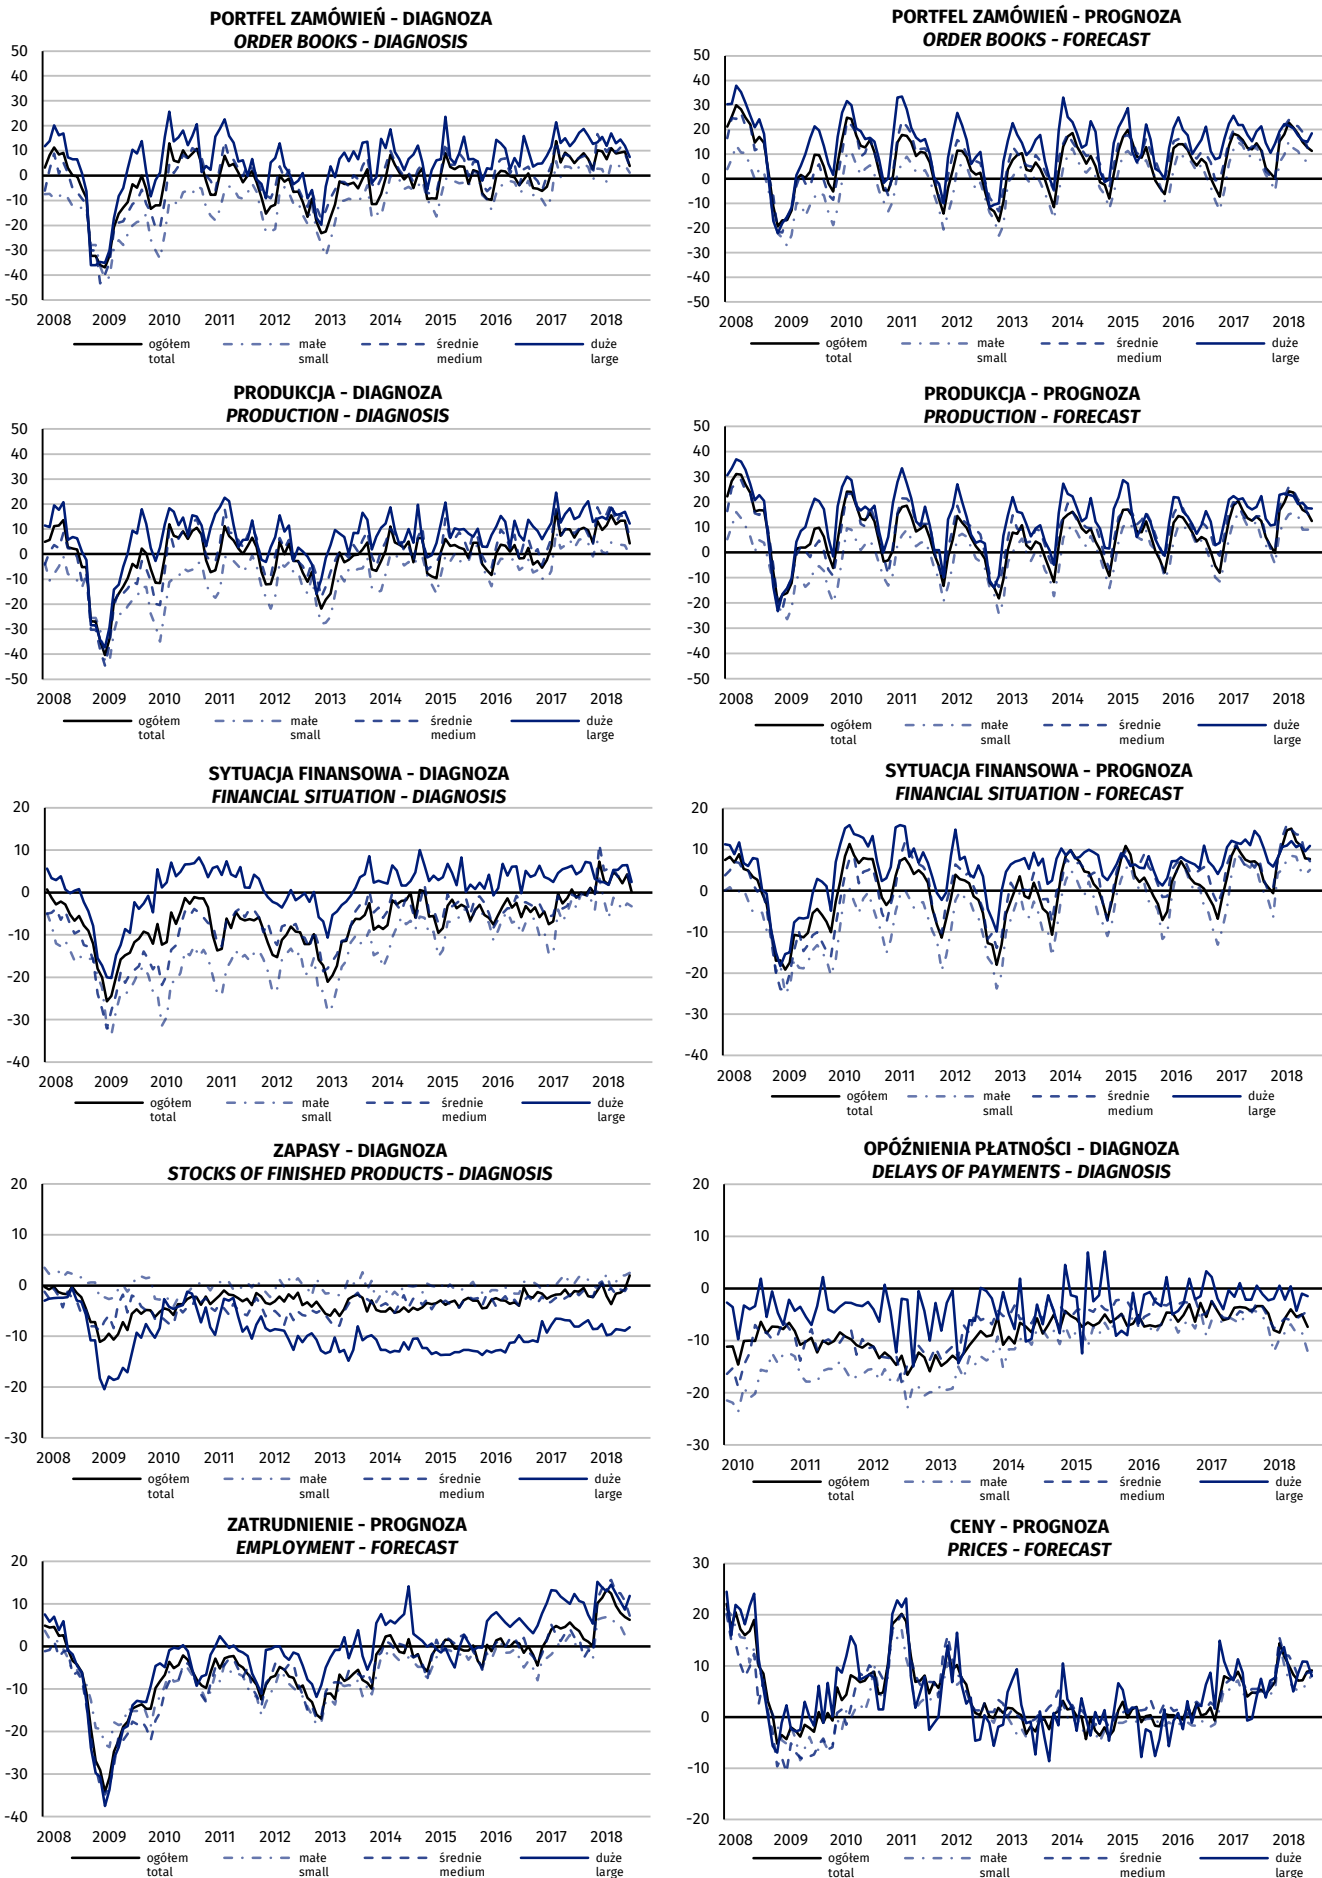 PORTFEL ZAMÓWIEŃ - DIAGNOZA
ORDER BOOKS - DIAGNOSIS
50
40
30
20
10
0
-10
-20
-30
-40
-50
2008 2009 2010 2011 2012 2013 2014 2015 2016 2017 2018
ogółem małe średnie duże
total small medium large
PORTFEL ZAMÓWIEŃ - PROGNOZA
ORDER BOOKS - FORECAST
50
40
30
20
10
0
-10
-20
-30
-40
-50
2008 2009 2010 2011 2012 2013 2014 2015 2016 2017 2018
ogółem małe średnie duże
total small medium large
PRODUKCJA - DIAGNOZA
PRODUCTION - DIAGNOSIS
50
40
30
20
10
0
-10
-20
-30
-40
-50
2008 2009 2010 2011 2012 2013 2014 2015 2016 2017 2018
ogółem małe średnie duże
total small medium large
PRODUKCJA - PROGNOZA
PRODUCTION - FORECAST
50
40
30
20
10
0
-10
-20
-30
-40
-50
2008 2009 2010 2011 2012 2013 2014 2015 2016 2017 2018
ogółem małe średnie duże
total small medium large
SYTUACJA FINANSOWA - DIAGNOZA
FINANCIAL SITUATION - DIAGNOSIS
20
10
0
-10
-20
-30
-40
2008 2009 2010 2011 2012 2013 2014 2015 2016 2017 2018
ogółem małe średnie duże
total small medium large
SYTUACJA FINANSOWA - PROGNOZA
FINANCIAL SITUATION - FORECAST
20
10
0
-10
-20
-30
-40
2008 2009 2010 2011 2012 2013 2014 2015 2016 2017 2018
ogółem małe średnie duże
total small medium large
ZAPASY - DIAGNOZA
STOCKS OF FINISHED PRODUCTS - DIAGNOSIS
20
10
0
-10
-20
-30
2008 2009 2010 2011 2012 2013 2014 2015 2016 2017 2018
ogółem małe średnie duże
total small medium large
OPÓŹNIENIA PŁATNOŚCI - DIAGNOZA
DELAYS OF PAYMENTS - DIAGNOSIS
20
10
0
-10
-20
-30
2010 2011 2012 2013 2014 2015 2016 2017 2018
ogółem małe średnie duże
total small medium large
ZATRUDNIENIE - PROGNOZA
EMPLOYMENT - FORECAST
20
10
0
-10
-20
-30
-40
2008 2009 2010 2011 2012 2013 2014 2015 2016 2017 2018
ogółem małe średnie duże
total small medium large
CENY - PROGNOZA
PRICES - FORECAST
30
20
10
0
-10
-20
2008 2009 2010 2011 2012 2013 2014 2015 2016 2017 2018
ogółem małe średnie duże
total small medium large